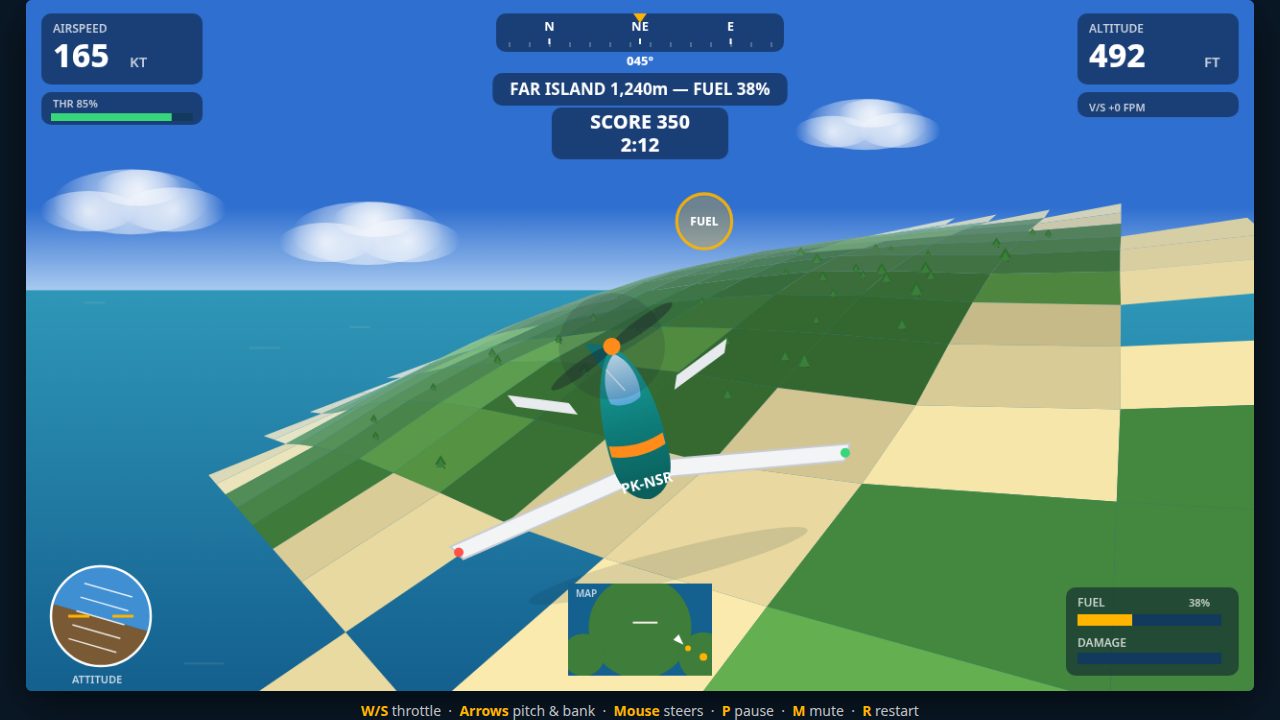 AIRSPEED
165 KT
THR 85%
N NE E
045°
FAR ISLAND 1,240m — FUEL 38%
SCORE 350
2:12
ALTITUDE
492 FT
V/S +0 FPM
FUEL
PK-NSR
ATTITUDE
MAP
FUEL 38%
DAMAGE
W/S throttle · Arrows pitch & bank · Mouse steers · P pause · M mute · R restart